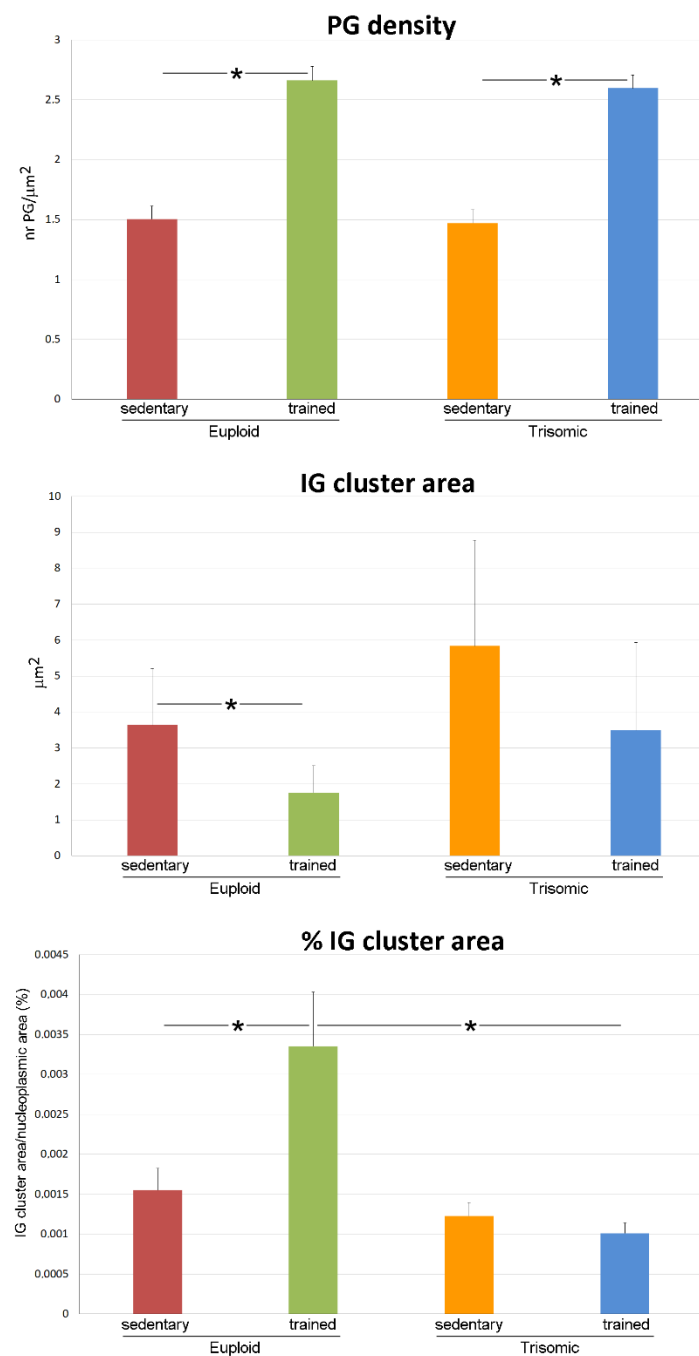 PG density
3
2.5
2
1.5
1
0.5
0
nr PG/μm2
*
*
sedentary trained sedentary trained
Euploid Trisomic
IG cluster area
10
9
8
7
6
5
4
3
2
1
0
μm2
*
sedentary trained sedentary trained
Euploid Trisomic
% IG cluster area
0.0045
0.004
0.0035
0.003
0.0025
0.002
0.0015
0.001
0.0005
0
IG cluster area/nucleoplasmic area (%)
*
*
sedentary trained sedentary trained
Euploid Trisomic